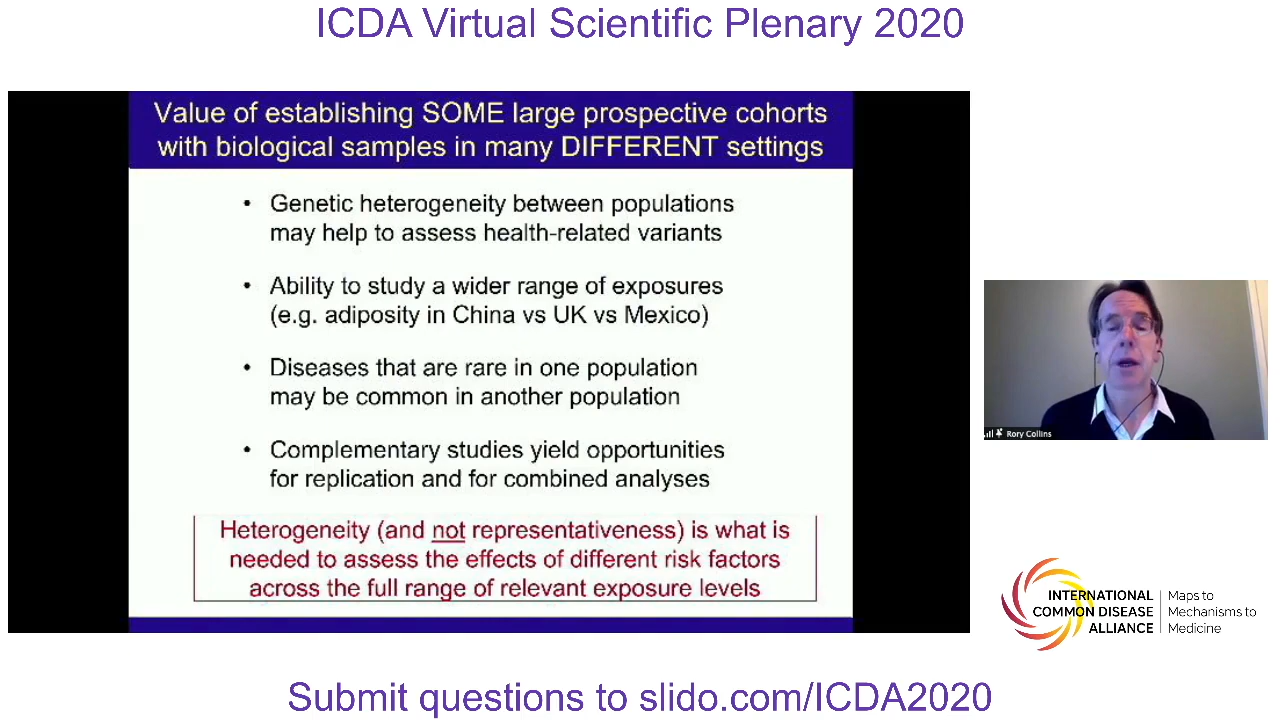 ICDA Virtual Scientific Plenary 2020
Value of establishing SOME large prospective cohorts
with biological samples in many DIFFERENT settings
• Genetic heterogeneity between populations
may help to assess health-related variants
• Ability to study a wider range of exposures
(e.g. adiposity in China vs UK vs Mexico)
• Diseases that are rare in one population
may be common in another population
• Complementary studies yield opportunities
for replication and for combined analyses
Heterogeneity (and not representativeness) is what is
needed to assess the effects of different risk factors
across the full range of relevant exposure levels
Rory Collins
INTERNATIONAL
COMMON DISEASE
ALLIANCE
Maps to
Mechanisms to
Medicine
Submit questions to slido.com/ICDA2020